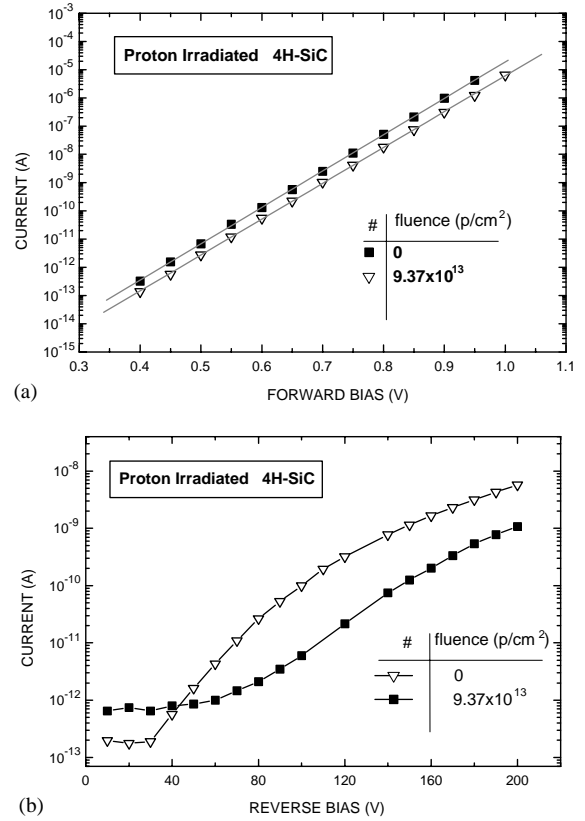 10⁻³
10⁻⁴
10⁻⁵
10⁻⁶
10⁻⁷
10⁻⁸
10⁻⁹
10⁻¹⁰
10⁻¹¹
10⁻¹²
10⁻¹³
10⁻¹⁴
10⁻¹⁵
CURRENT (A)
Proton Irradiated 4H-SiC
# fluence (p/cm²)
0
9.37x10¹³
0.3 0.4 0.5 0.6 0.7 0.8 0.9 1.0 1.1
(a)
FORWARD BIAS (V)
10⁻⁸
10⁻⁹
10⁻¹⁰
10⁻¹¹
10⁻¹²
10⁻¹³
CURRENT (A)
Proton Irradiated 4H-SiC
# fluence (p/cm²)
0
9.37x10¹³
0 40 80 120 160 200
(b)
REVERSE BIAS (V)